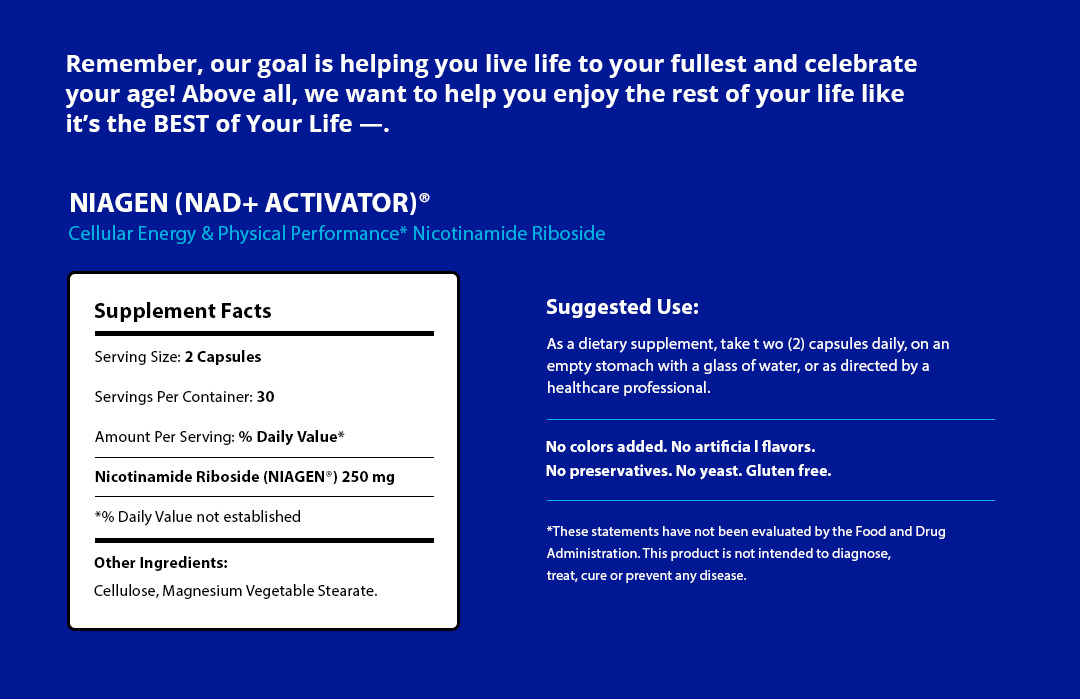 Remember, our goal is helping you live life to your fullest and celebrate
your age! Above all, we want to help you enjoy the rest of your life like
it's the BEST of Your Life —.
NIAGEN (NAD+ ACTIVATOR)®
Cellular Energy & Physical Performance* Nicotinamide Riboside
Supplement Facts
Serving Size: 2 Capsules
Servings Per Container: 30
Amount Per Serving: % Daily Value*
Nicotinamide Riboside (NIAGEN®) 250 mg
*% Daily Value not established
Other Ingredients:
Cellulose, Magnesium Vegetable Stearate.
Suggested Use:
As a dietary supplement, take t wo (2) capsules daily, on an
empty stomach with a glass of water, or as directed by a
healthcare professional.
No colors added. No artificia l flavors.
No preservatives. No yeast. Gluten free.
*These statements have not been evaluated by the Food and Drug
Administration. This product is not intended to diagnose,
treat, cure or prevent any disease.